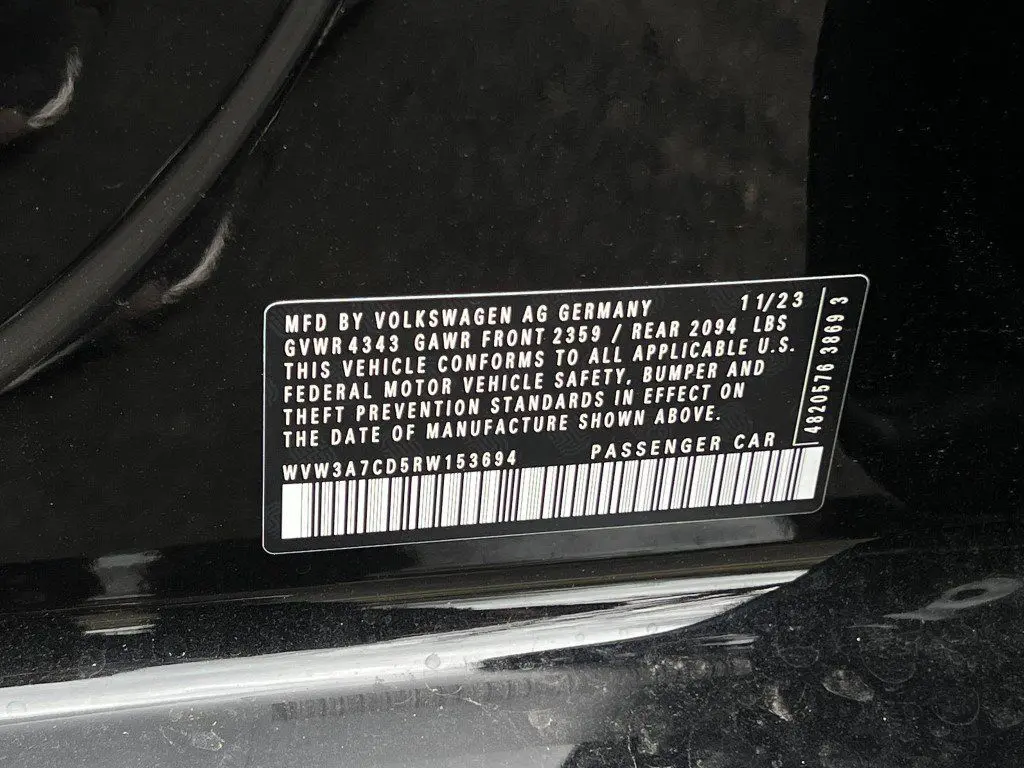 MFD BY VOLKSWAGEN AG GERMANY 11/23
GVWR 4343 GAWR FRONT 2359 / REAR 2094 LBS
THIS VEHICLE CONFORMS TO ALL APPLICABLE U.S.
FEDERAL MOTOR VEHICLE SAFETY, BUMPER AND
THEFT PREVENTION STANDARDS IN EFFECT ON
THE DATE OF MANUFACTURE SHOWN ABOVE.
WVW3A7CD5RW153694 PASSENGER CAR
4820576 3869 3